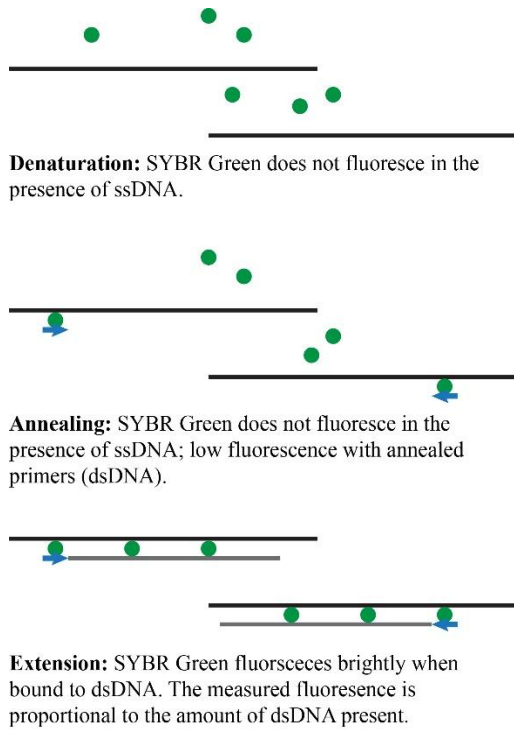 Denaturation: SYBR Green does not fluoresce in the
presence of ssDNA.
Annealing: SYBR Green does not fluoresce in the
presence of ssDNA; low fluorescence with annealed
primers (dsDNA).
Extension: SYBR Green fluorsceces brightly when
bound to dsDNA. The measured fluoresence is
proportional to the amount of dsDNA present.